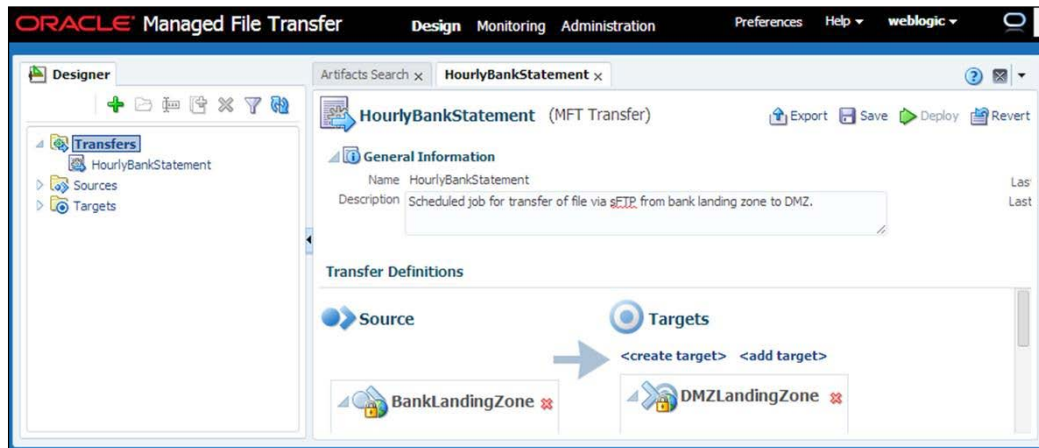 ORACLE Managed File Transfer
Design Monitoring Administration
Preferences Help weblogic
Designer
Transfers
HourlyBankStatement
Sources
Targets
Artifacts Search x HourlyBankStatement x
HourlyBankStatement (MFT Transfer)
Export Save Deploy Revert
General Information
Name HourlyBankStatement
Las
Description Scheduled job for transfer of file via sFTP from bank landing zone to DMZ.
Last
Transfer Definitions
Source
Targets
<create target> <add target>
BankLandingZone
DMZLandingZone